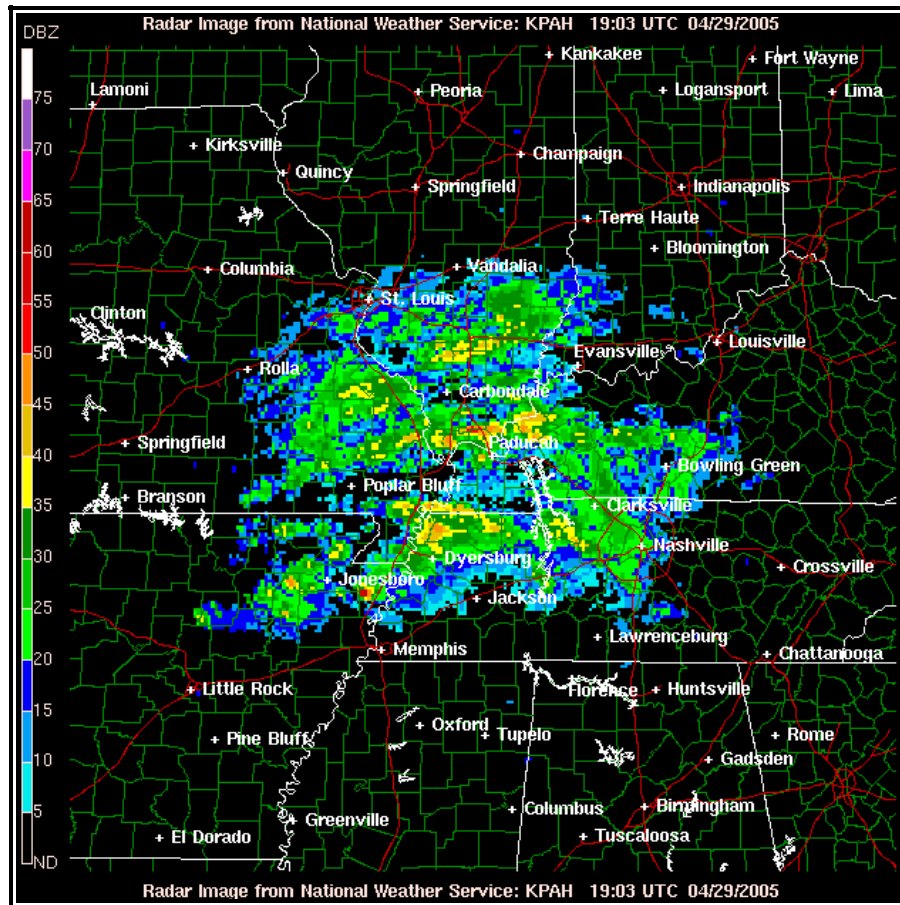 Radar Image from National Weather Service: KPAH 19:03 UTC 04/29/2005
DBZ
75
70
65
60
55
50
45
40
35
30
25
20
15
10
5
ND
Kankakee
Fort Wayne
Lamoni
Peoria
Logansport
Lima
Kirksville
Champaign
Quincy
Springfield
Indianapolis
Terre Haute
Bloomington
Columbia
Vandalia
St. Louis
Clinton
Louisville
Evansville
Rolla
Carbondale
Springfield
Paducah
Bowling Green
Poplar Bluff
Branson
Clarksville
Nashville
Dyersburg
Crossville
Jonesboro
Jackson
Lawrenceburg
Memphis
Chattanooga
Little Rock
Florence
Huntsville
Oxford
Tupelo
Rome
Pine Bluff
Gadsden
Columbus
Birmingham
Greenville
Tuscaloosa
El Dorado
Radar Image from National Weather Service: KPAH 19:03 UTC 04/29/2005